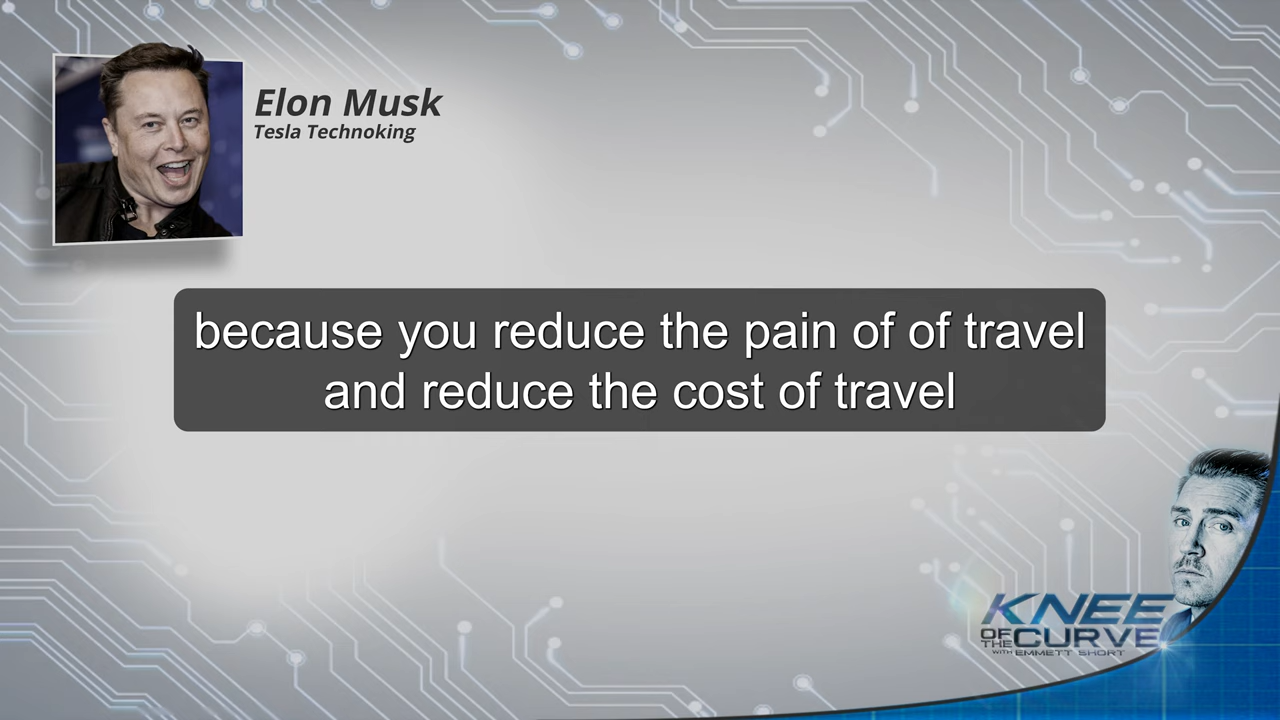 Elon Musk
Tesla Technoking
because you reduce the pain of of travel
and reduce the cost of travel
KNEE
OF THE CURVE
WITH EMMETT SHORT